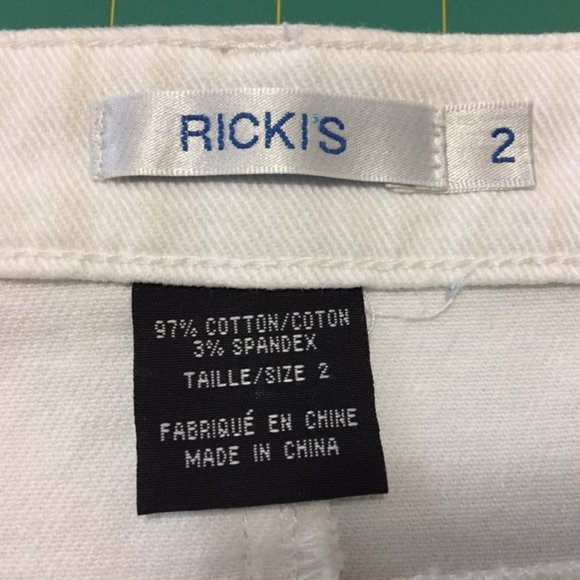 RICKI'S
2
97% COTTON/COTON
3% SPANDEX
TAILLE/SIZE 2
FABRIQUÉ EN CHINE
MADE IN CHINA